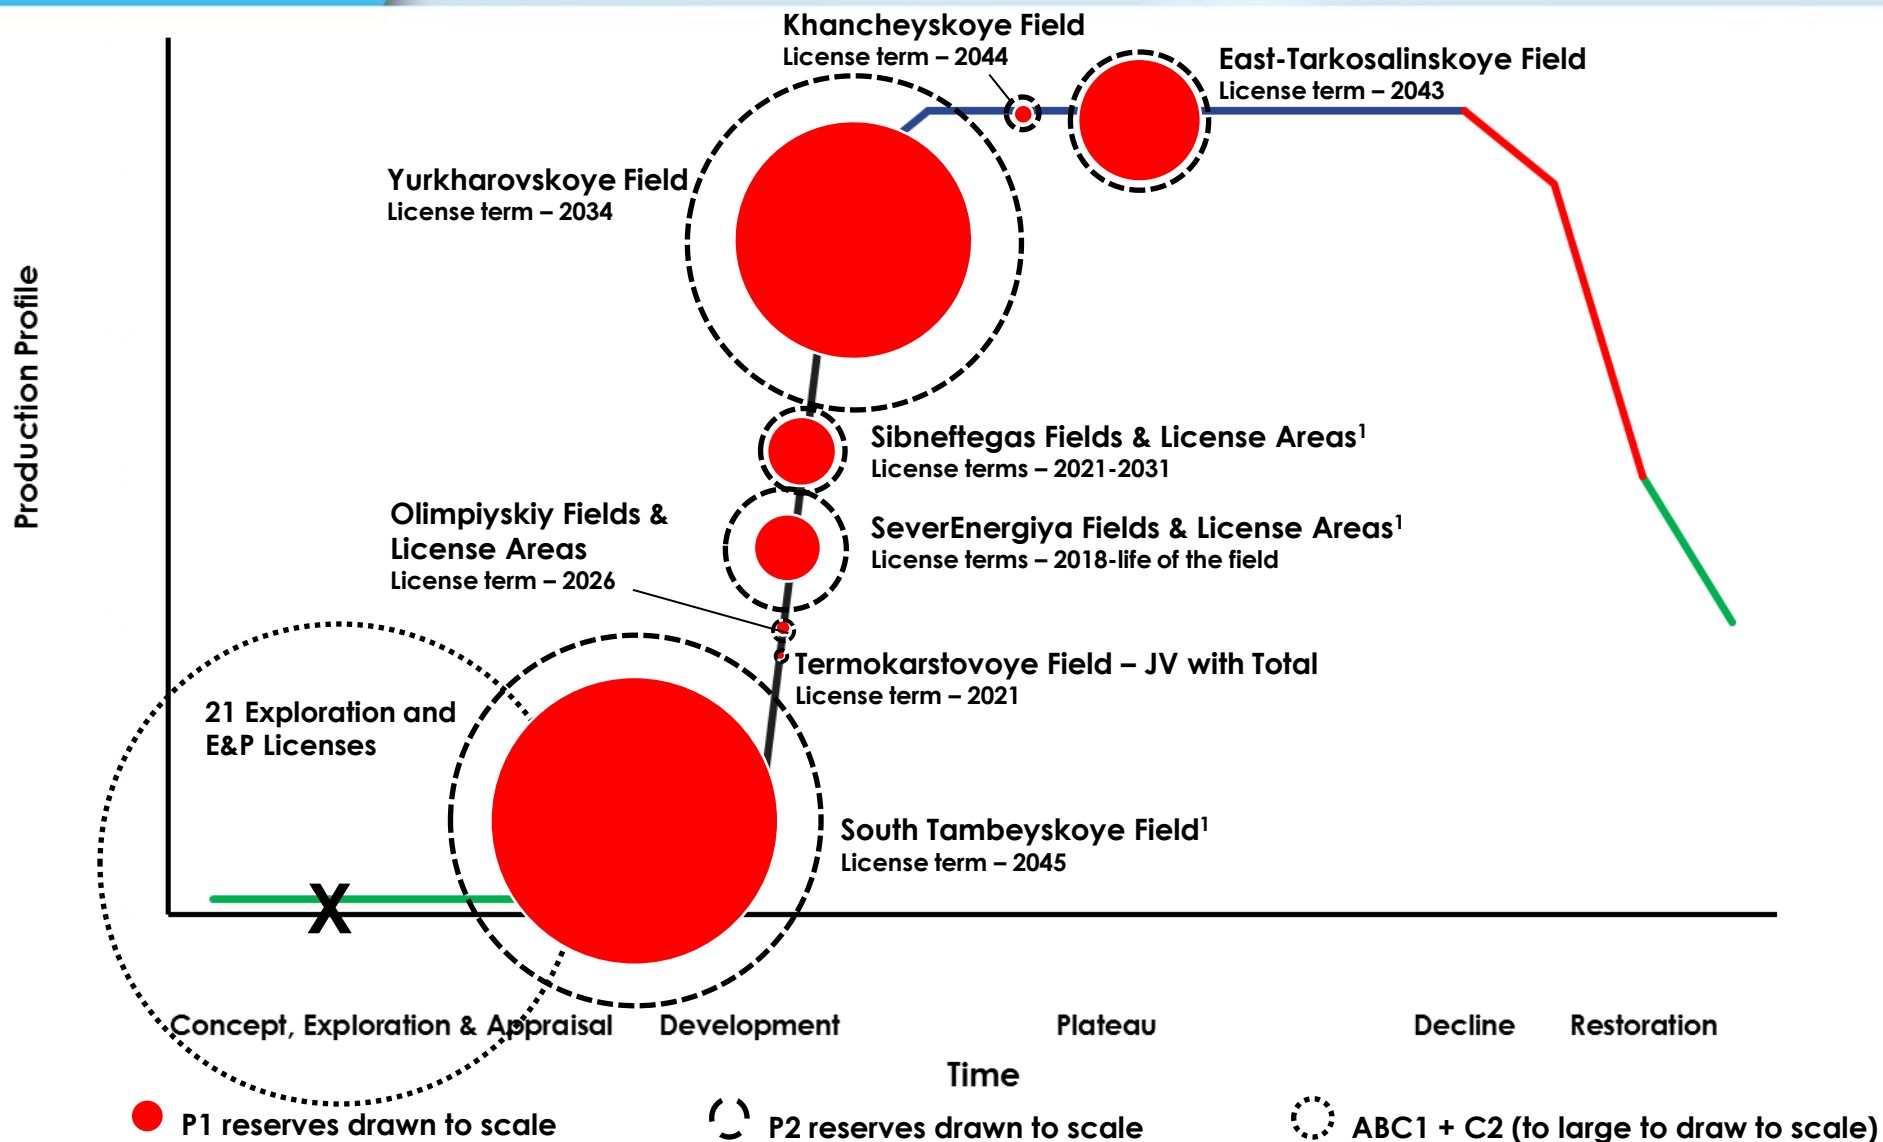 Khancheyskoye Field
License term – 2044
East-Tarkosalinskoye Field
License term – 2043
Yurkharovskoye Field
License term – 2034
Production Profile
Sibneftegas Fields & License Areas¹
License terms – 2021-2031
Olimpiyskiy Fields &
License Areas
License term – 2026
SeverEnergiya Fields & License Areas¹
License terms – 2018-life of the field
Termokarstovoye Field – JV with Total
License term – 2021
21 Exploration and
E&P Licenses
South Tambeyskoye Field¹
License term – 2045
X
Concept, Exploration & Appraisal
Development
Plateau
Decline
Restoration
Time
P1 reserves drawn to scale
P2 reserves drawn to scale
ABC1 + C2 (to large to draw to scale)